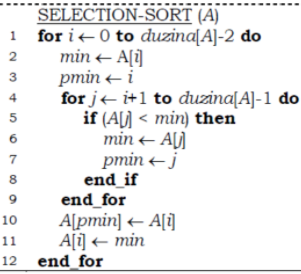 SELECTION-SORT (A)
1 for i ← 0 to duzina[A]-2 do
2 min ← A[i]
3 pmin ← i
4 for j ← i+1 to duzina[A]-1 do
5 if (A[j] < min) then
6 min ← A[j]
7 pmin ← j
8 end_if
9 end_for
10 A[pmin] ← A[i]
11 A[i] ← min
12 end_for